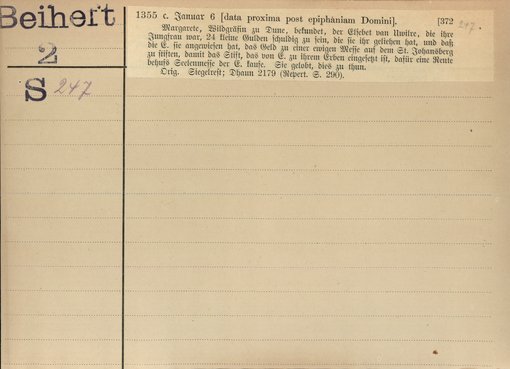 Beiheft
2
S 247
1355 c. Januar 6 [data proxima post epiphaniam Domini]. [372 247.
Margarete, Wildgräfin zu Dune, bekundet, der Elsebet van Uwilre, die ihre
Jungfrau war, 24 kleine Gulden schuldig zu sein, die sie ihr geliehen hat, und daß
die E. sie angewiesen hat, das Geld zu einer ewigen Messe auf dem St. Johansberg
zu stiften, damit das Stift, das von E. zu ihrem Erben eingesetzt ist, dafür eine Rente
behufs Seelenmesse der E. kaufe. Sie gelobt, dies zu thun.
Orig. Siegelrest; Dhaun 2179 (Repert. S. 290).